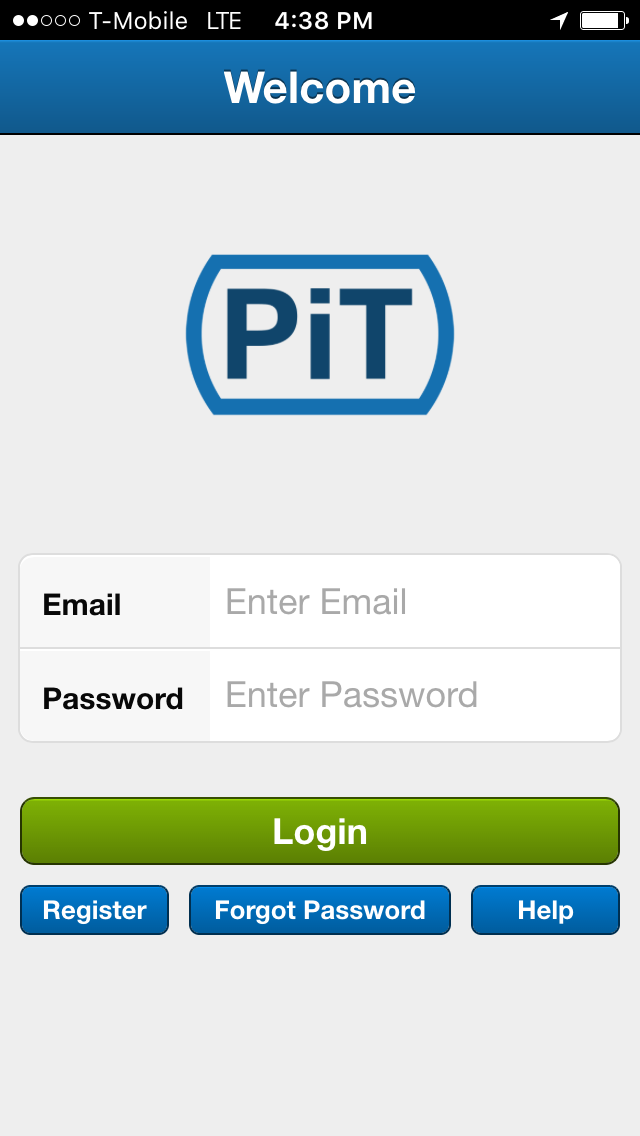 T-Mobile LTE 4:38 PM
Welcome
PiT
Email Enter Email
Password Enter Password
Login
Register Forgot Password Help